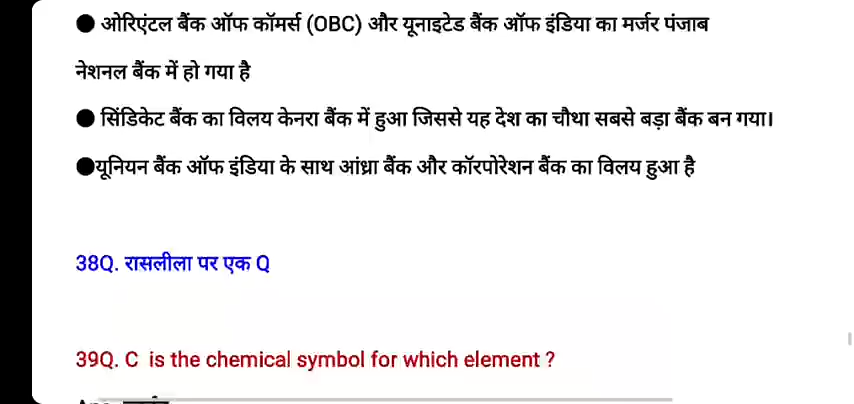 ● ओरिएंटल बैंक ऑफ कॉमर्स (OBC) और यूनाइटेड बैंक ऑफ इंडिया का मर्जर पंजाब
नेशनल बैंक में हो गया है
● सिंडिकेट बैंक का विलय केनरा बैंक में हुआ जिससे यह देश का चौथा सबसे बड़ा बैंक बन गया।
●यूनियन बैंक ऑफ इंडिया के साथ आंध्रा बैंक और कॉरपोरेशन बैंक का विलय हुआ है
38Q. रासलीला पर एक Q
39Q. C is the chemical symbol for which element ?